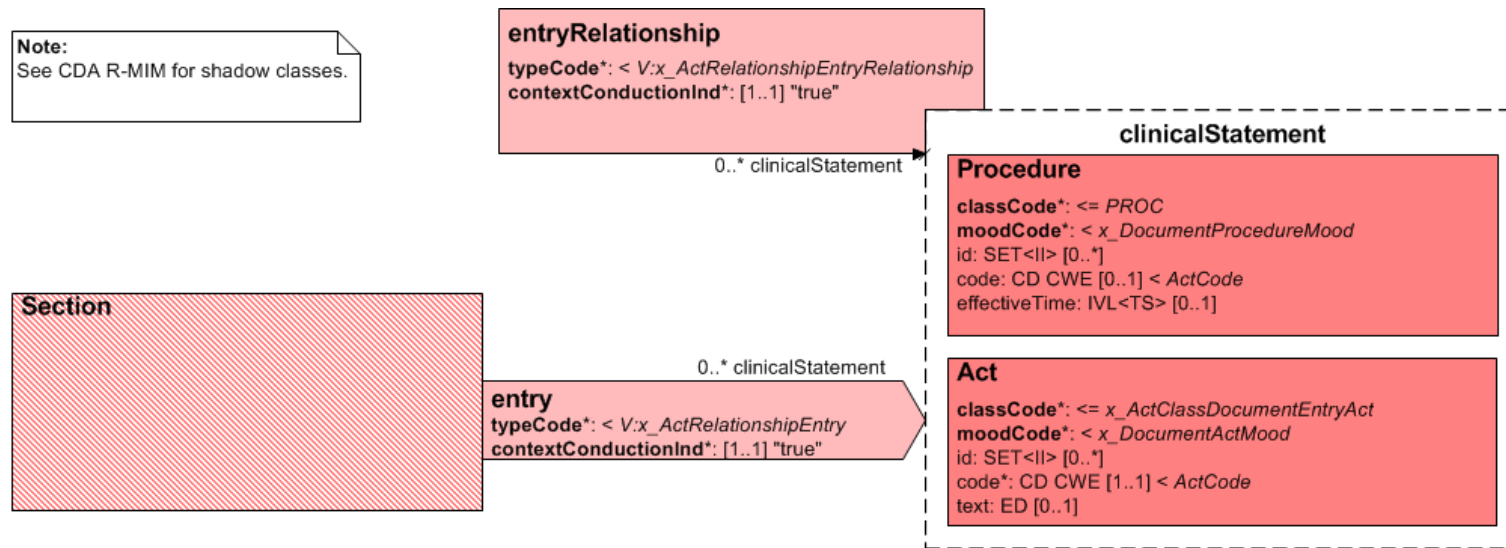 Note:
See CDA R-MIM for shadow classes.
entryRelationship
typeCode*: < V:x_ActRelationshipEntryRelationship
contextConductionInd*: [1..1] "true"
0..* clinicalStatement
clinicalStatement
Procedure
classCode*: <= PROC
moodCode*: < x_DocumentProcedureMood
id: SET<II> [0..*]
code: CD CWE [0..1] < ActCode
effectiveTime: IVL<TS> [0..1]
Section
0..* clinicalStatement
entry
typeCode*: < V:x_ActRelationshipEntry
contextConductionInd*: [1..1] "true"
Act
classCode*: <= x_ActClassDocumentEntryAct
moodCode*: < x_DocumentActMood
id: SET<II> [0..*]
code*: CD CWE [1..1] < ActCode
text: ED [0..1]